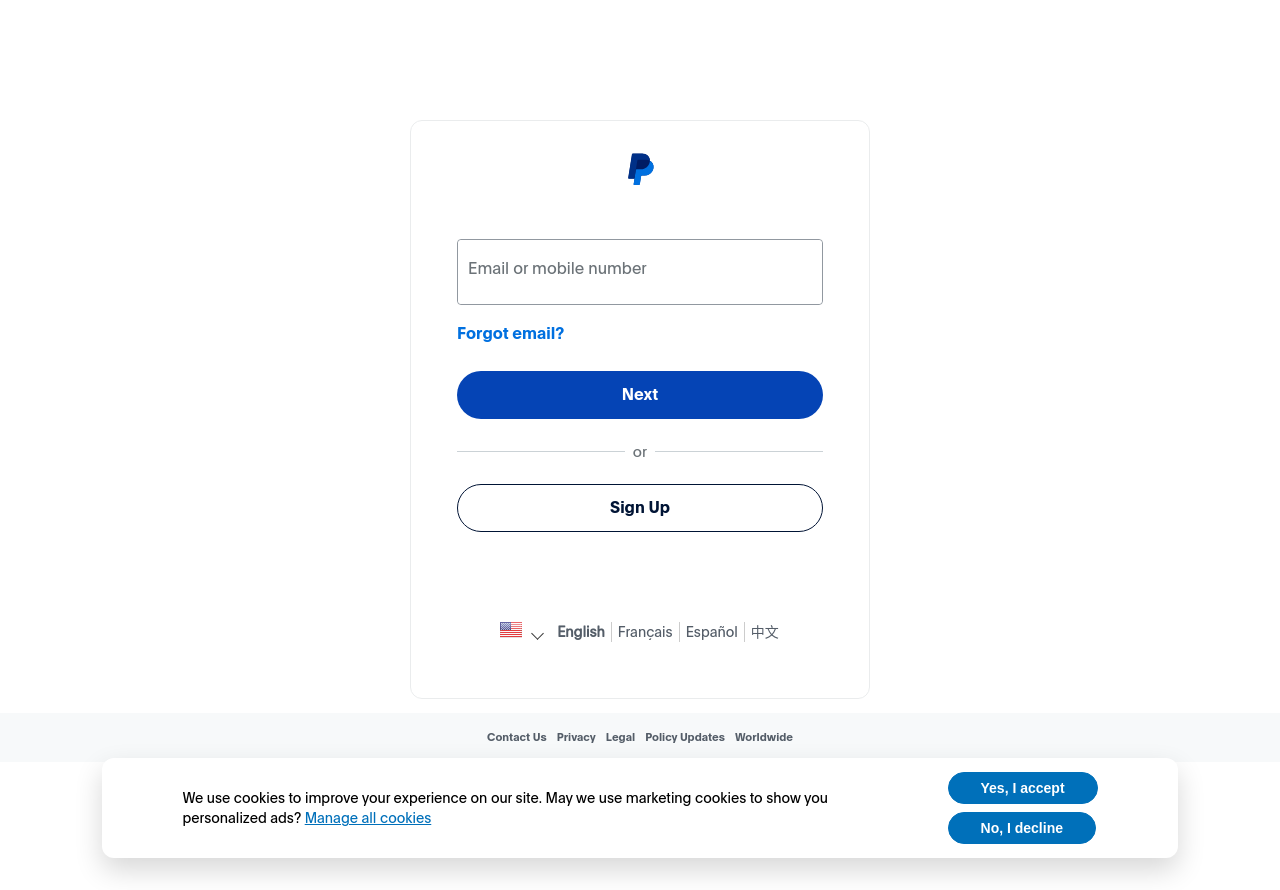 Email or mobile number
Forgot email?
Next
or
Sign Up
English Français Español 中文
Contact Us Privacy Legal Policy Updates Worldwide
We use cookies to improve your experience on our site. May we use marketing cookies to show you
personalized ads? Manage all cookies
Yes, I accept
No, I decline